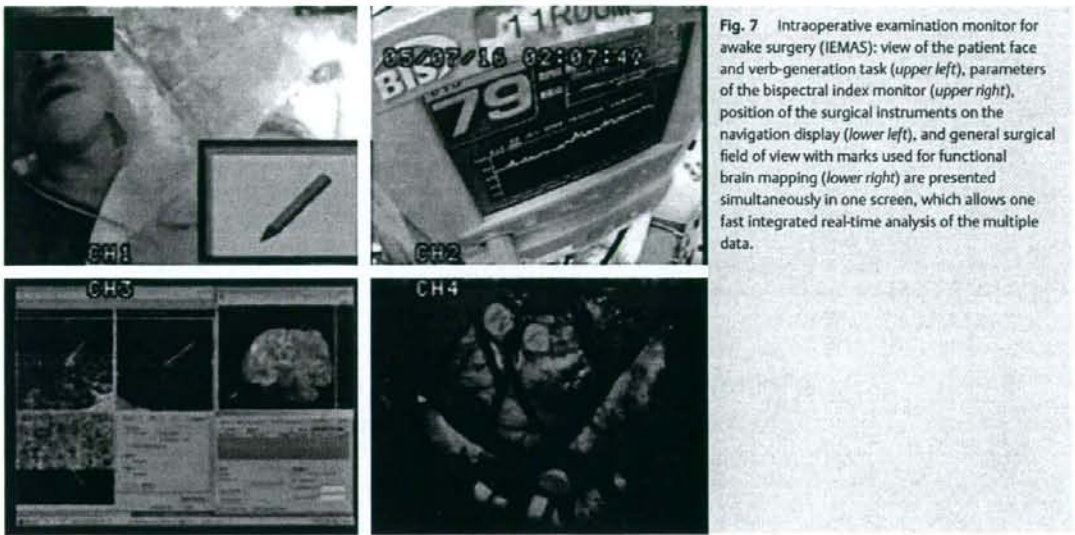 CH1
11ROOM
05/07/16 02:07:4?
BIS
79
CH2
CH3
CH4
Fig. 7 Intraoperative examination monitor for
awake surgery (IEMAS): view of the patient face
and verb-generation task (upper left), parameters
of the bispectral index monitor (upper right),
position of the surgical instruments on the
navigation display (lower left), and general surgical
field of view with marks used for functional
brain mapping (lower right) are presented
simultaneously in one screen, which allows one
fast integrated real-time analysis of the multiple
data.